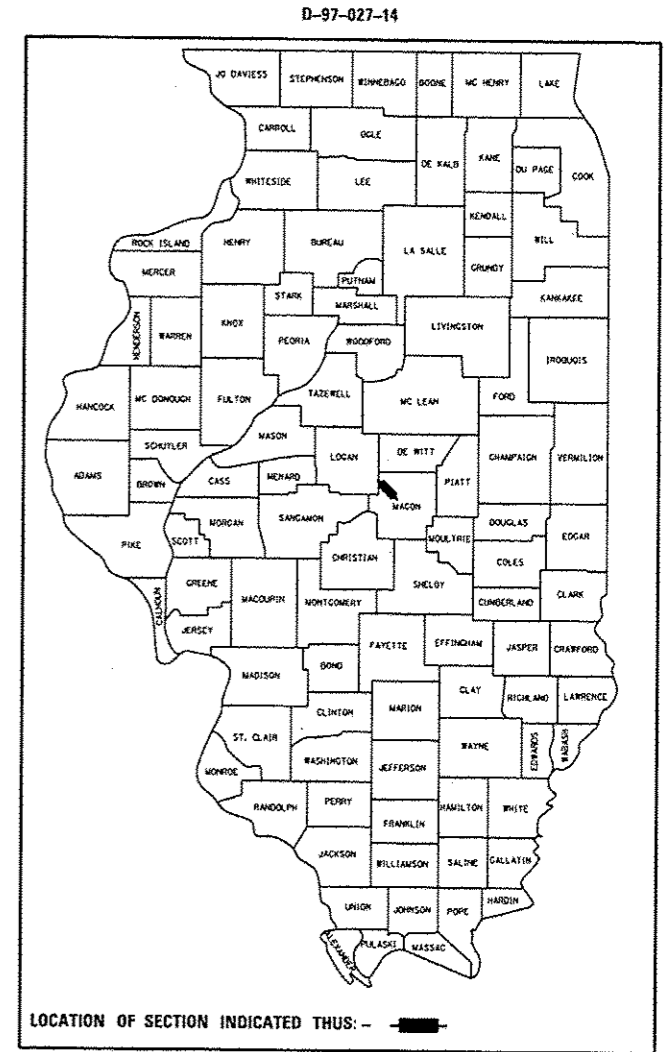 D-97-027-14
JO DAVIESS STEPHENSON WINNEBAGO BOONE MC HENRY LAKE
CARROLL OGLE DE KALB KANE DU PAGE COOK
WHITESIDE LEE
KENDALL WILL
ROCK ISLAND HENRY BUREAU LA SALLE GRUNDY
MERCER PUTNAM KANKAKEE
STARK MARSHALL
HENDERSON WARREN KNOX PEORIA WOODFORD LIVINGSTON IROQUOIS
HANCOCK MC DONOUGH FULTON TAZEWELL MC LEAN FORD
SCHUYLER MASON LOGAN DE WITT CHAMPAIGN VERMILION
ADAMS BROWN CASS MENARD MACON PIATT
PIKE SCOTT MORGAN SANGAMON CHRISTIAN MOULTRIE DOUGLAS EDGAR
COLES
GREENE SHELBY
CALHOUN MACOUPIN MONTGOMERY CUMBERLAND CLARK
JERSEY FAYETTE EFFINGHAM JASPER CRAWFORD
MADISON BOND CLAY RICHLAND LAWRENCE
CLINTON MARION
ST. CLAIR WAYNE EDWARDS WABASH
MONROE WASHINGTON JEFFERSON
RANDOLPH PERRY HAMILTON WHITE
FRANKLIN
JACKSON WILLIAMSON SALINE GALLATIN
UNION JOHNSON POPE HARDIN
ALEXANDER PULASKI MASSAC
LOCATION OF SECTION INDICATED THUS: -